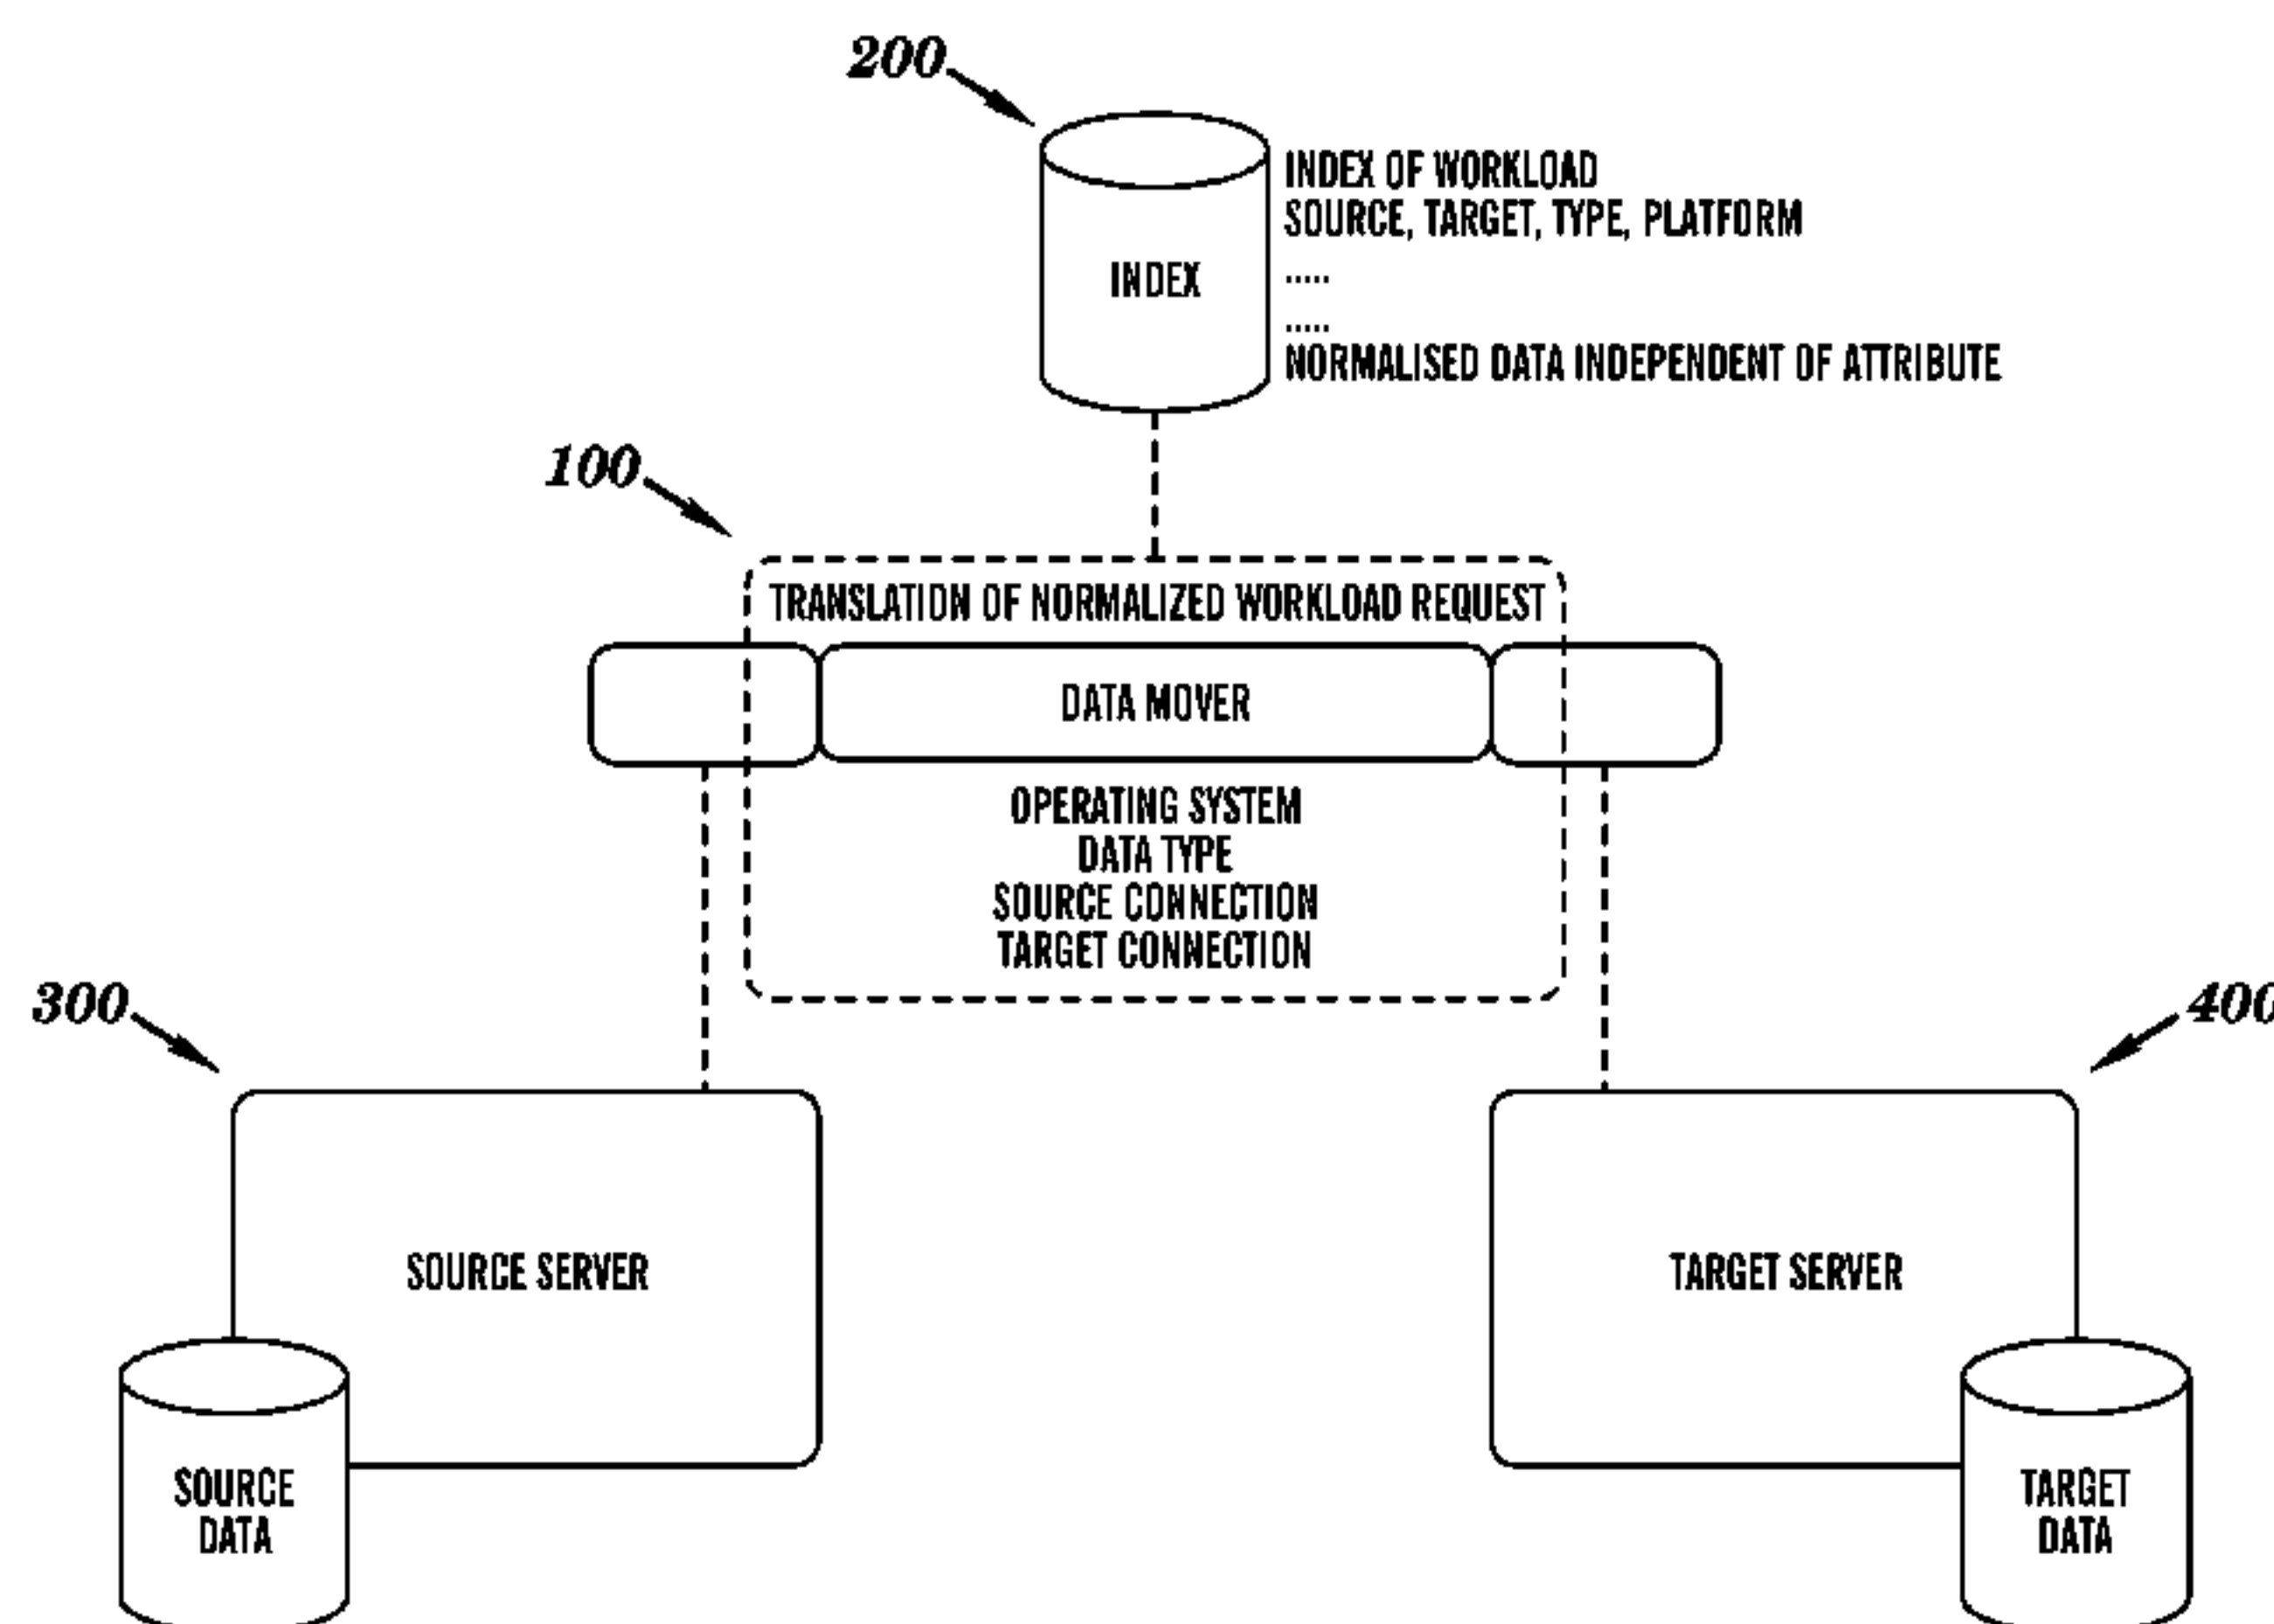 200
INDEX OF WORKLOAD
SOURCE, TARGET, TYPE, PLATFORM
INDEX
.....
.....
NORMALISED DATA INDEPENDENT OF ATTRIBUTE
100
TRANSLATION OF NORMALIZED WORKLOAD REQUEST
DATA MOVER
OPERATING SYSTEM
DATA TYPE
SOURCE CONNECTION
TARGET CONNECTION
300
400
SOURCE SERVER
TARGET SERVER
SOURCE
DATA
TARGET
DATA